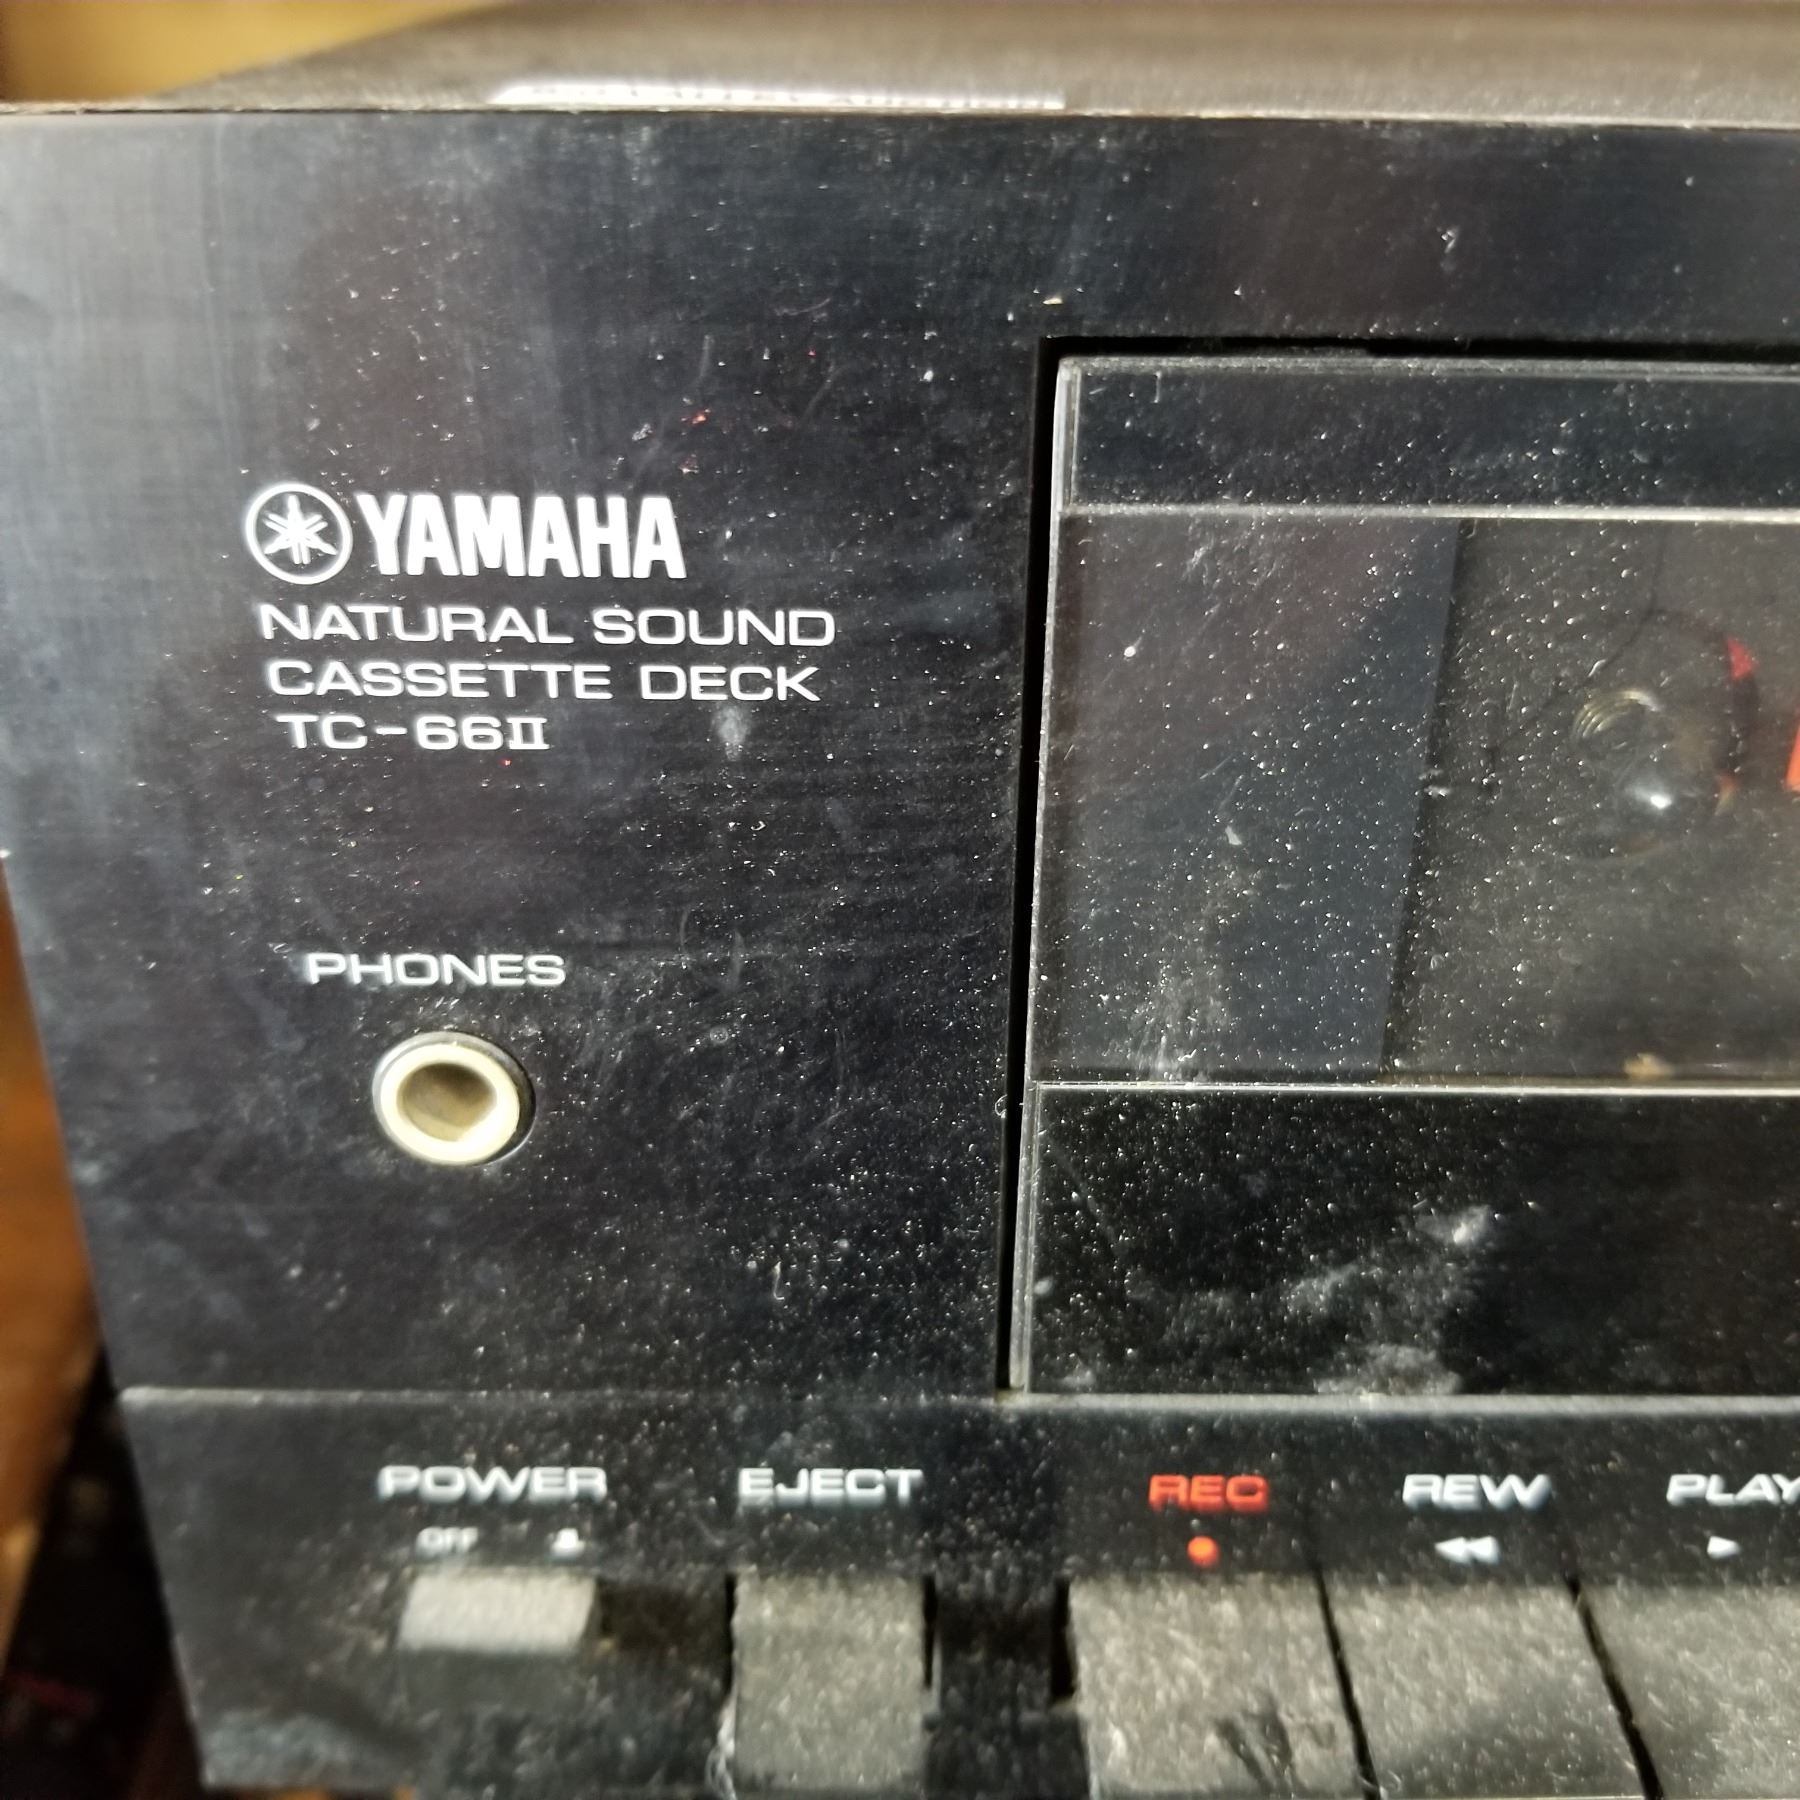 YAMAHA
NATURAL SOUND
CASSETTE DECK
TC-66II
PHONES
POWER EJECT REC REW PLAY
OFF